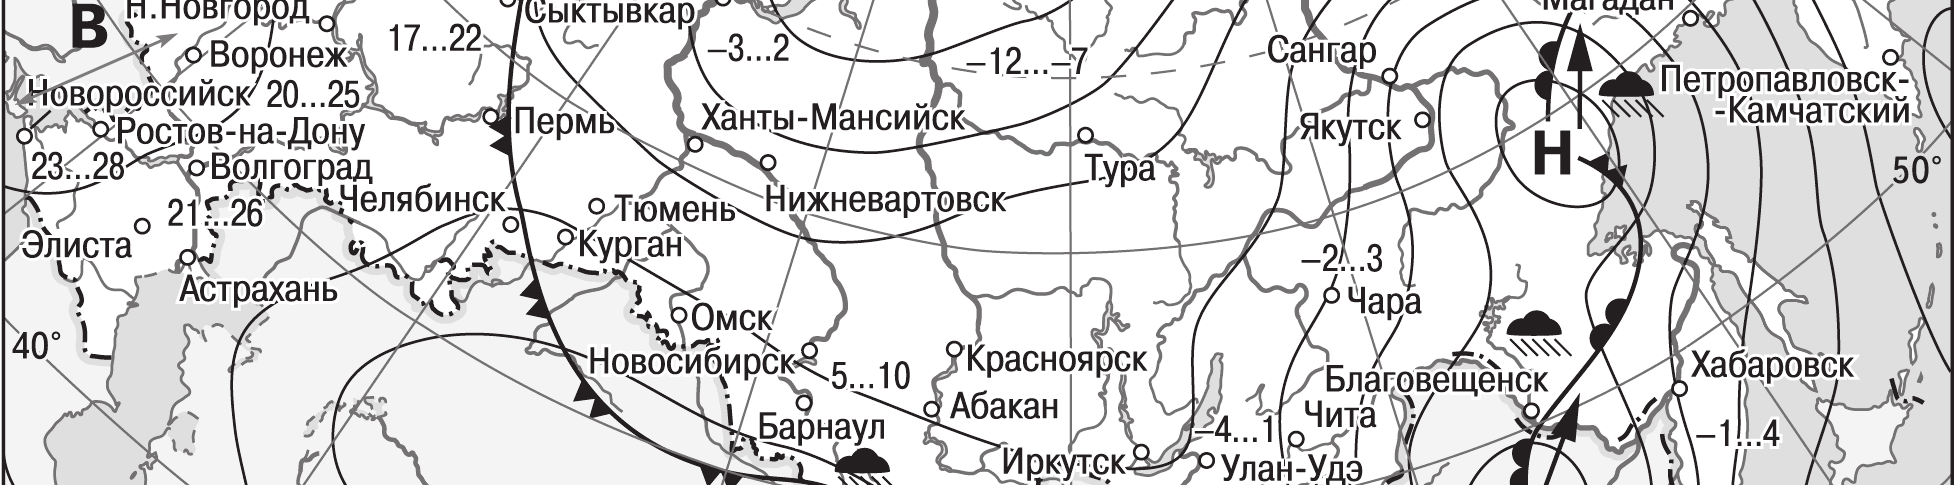 В
Н.Новгород
Сыктывкар
Магадан
17...22
Воронеж
–3...2
–12...–7
Сангар
Петропавловск-
-Камчатский
Новороссийск
20...25
Пермь
Ханты-Мансийск
Якутск
Ростов-на-Дону
23...28
Волгоград
Тура
Н
50°
Челябинск
Тюмень
Нижневартовск
21...26
Элиста
Курган
–2...3
Астрахань
Чара
Омск
40°
Новосибирск
5...10
Красноярск
Хабаровск
Благовещенск
Абакан
Чита
Барнаул
–4...1
–1...4
Иркутск
Улан-Удэ